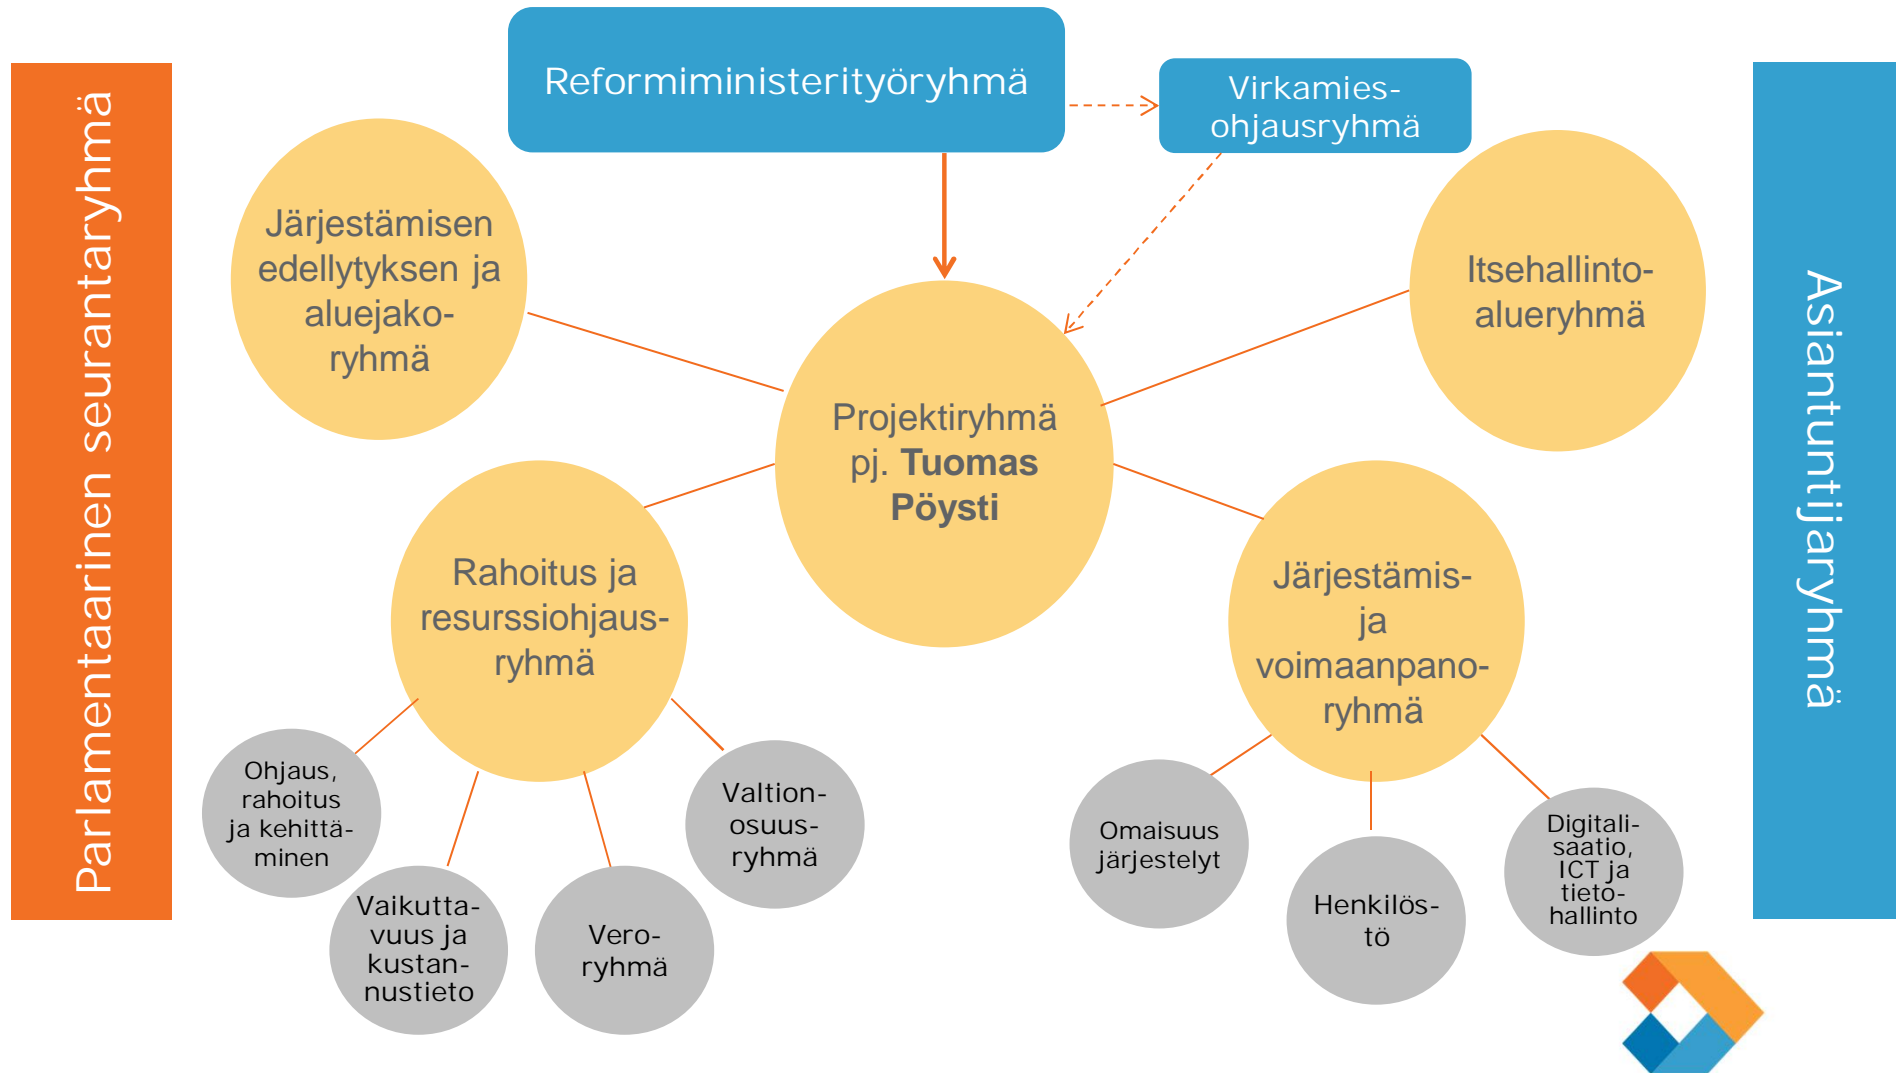 Parlamentaarinen seurantaryhmä
Reformiministerityöryhmä
Virkamies-
ohjausryhmä
Asiantuntijaryhmä
Järjestämisen
edellytyksen ja
aluejako-
ryhmä
Itsehallinto-
alueryhmä
Projektiryhmä
pj. Tuomas
Pöysti
Rahoitus ja
resurssiohjaus-
ryhmä
Järjestämis-
ja
voimaanpano-
ryhmä
Ohjaus,
rahoitus
ja kehittä-
minen
Vaikutta-
vuus ja
kustan-
nustieto
Vero-
ryhmä
Valtion-
osuus-
ryhmä
Omaisuus
järjestelyt
Henkilös-
tö
Digitali-
saatio,
ICT ja
tieto-
hallinto